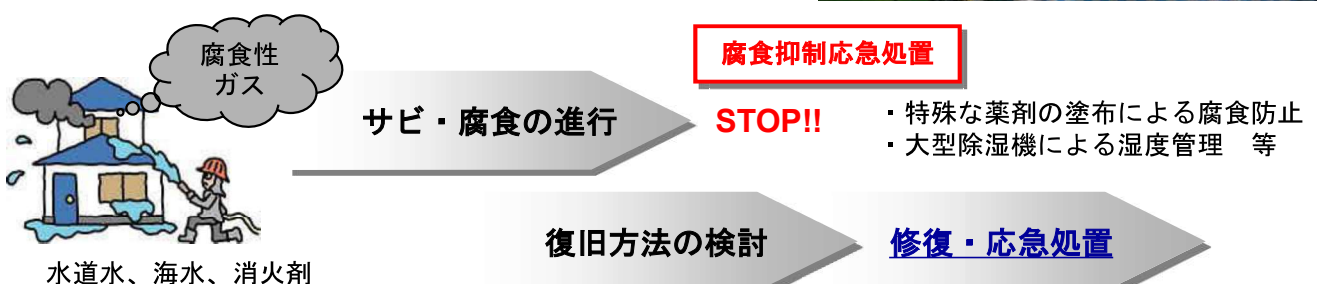 腐食性
ガス
腐食抑制応急処置
サビ・腐食の進行
STOP!!
・特殊な薬剤の塗布による腐食防止
・大型除湿機による湿度管理　等
復旧方法の検討
修復・応急処置
水道水、海水、消火剤